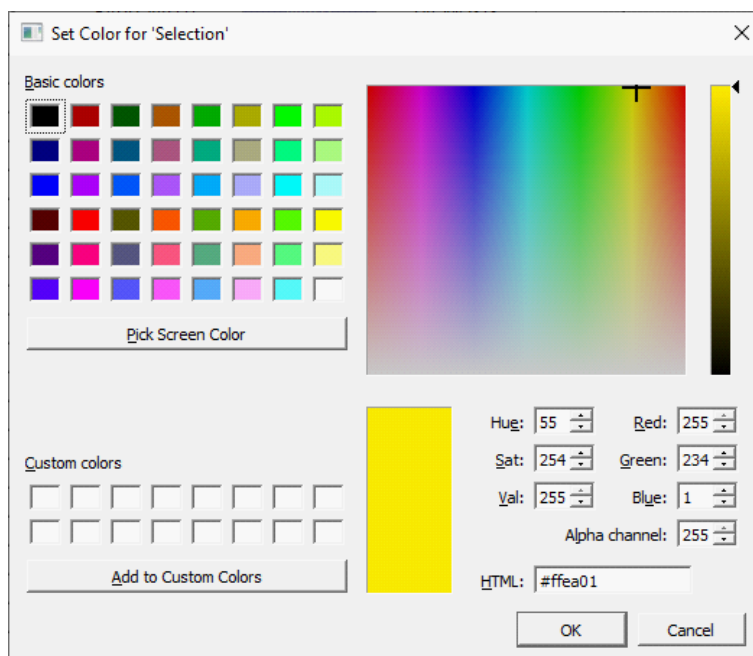 Set Color for 'Selection'
Basic colors
Pick Screen Color
Custom colors
Add to Custom Colors
Hue: 55 Red: 255
Sat: 254 Green: 234
Val: 255 Blue: 1
Alpha channel: 255
HTML: #ffea01
OK Cancel